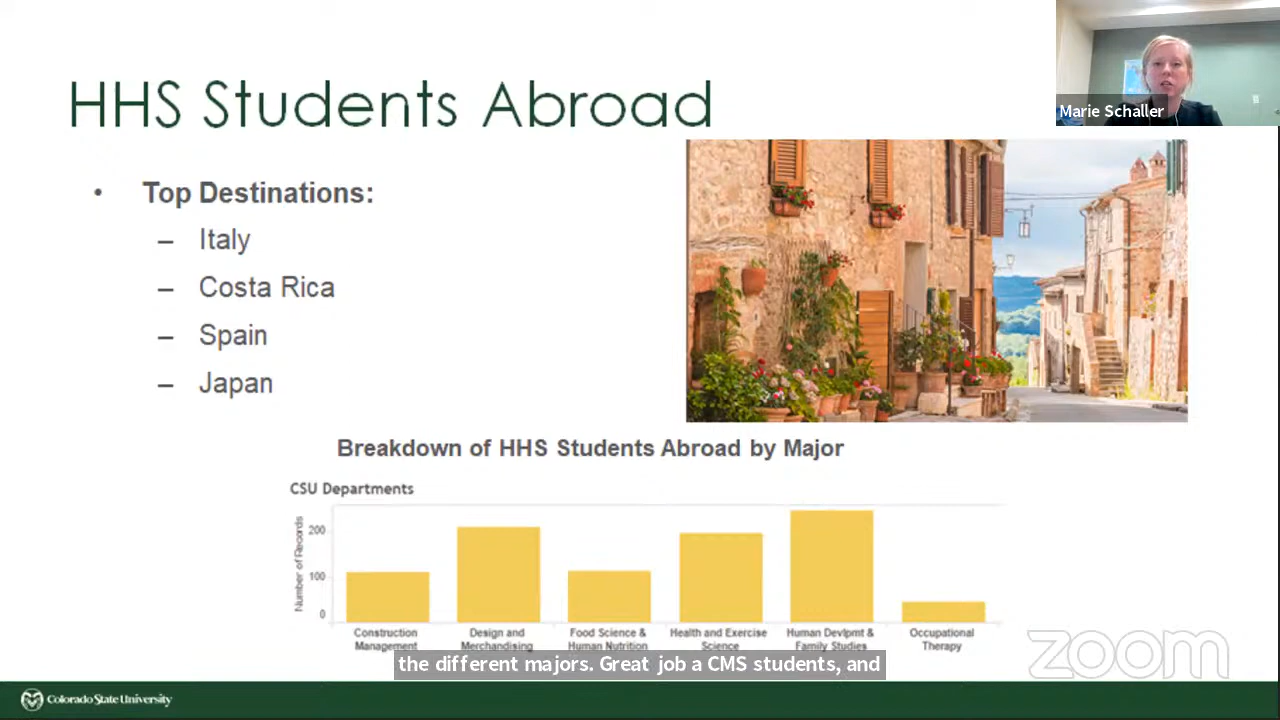 HHS Students Abroad
Marie Schaller
• Top Destinations:
– Italy
– Costa Rica
– Spain
– Japan
Breakdown of HHS Students Abroad by Major
CSU Departments
Number of Records
200
100
0
Construction
Management
Design and
Merchandising
Food Science &
Human Nutrition
Health and Exercise
Science
Human Devlpmt &
Family Studies
Occupational
Therapy
the different majors. Great job a CMS students, and
zoom
Colorado State University